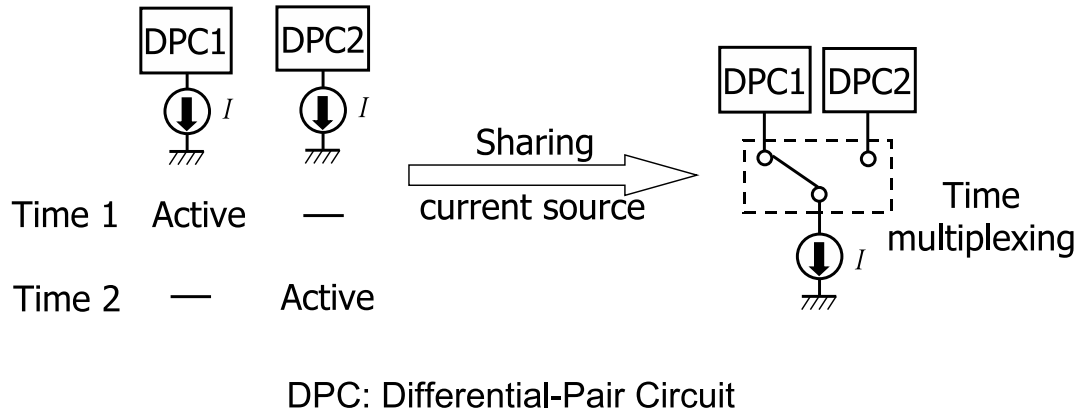 DPC1 DPC2
I I
Time 1 Active —
Time 2 — Active
Sharing
current source
DPC1 DPC2
Time
multiplexing
I
DPC: Differential-Pair Circuit